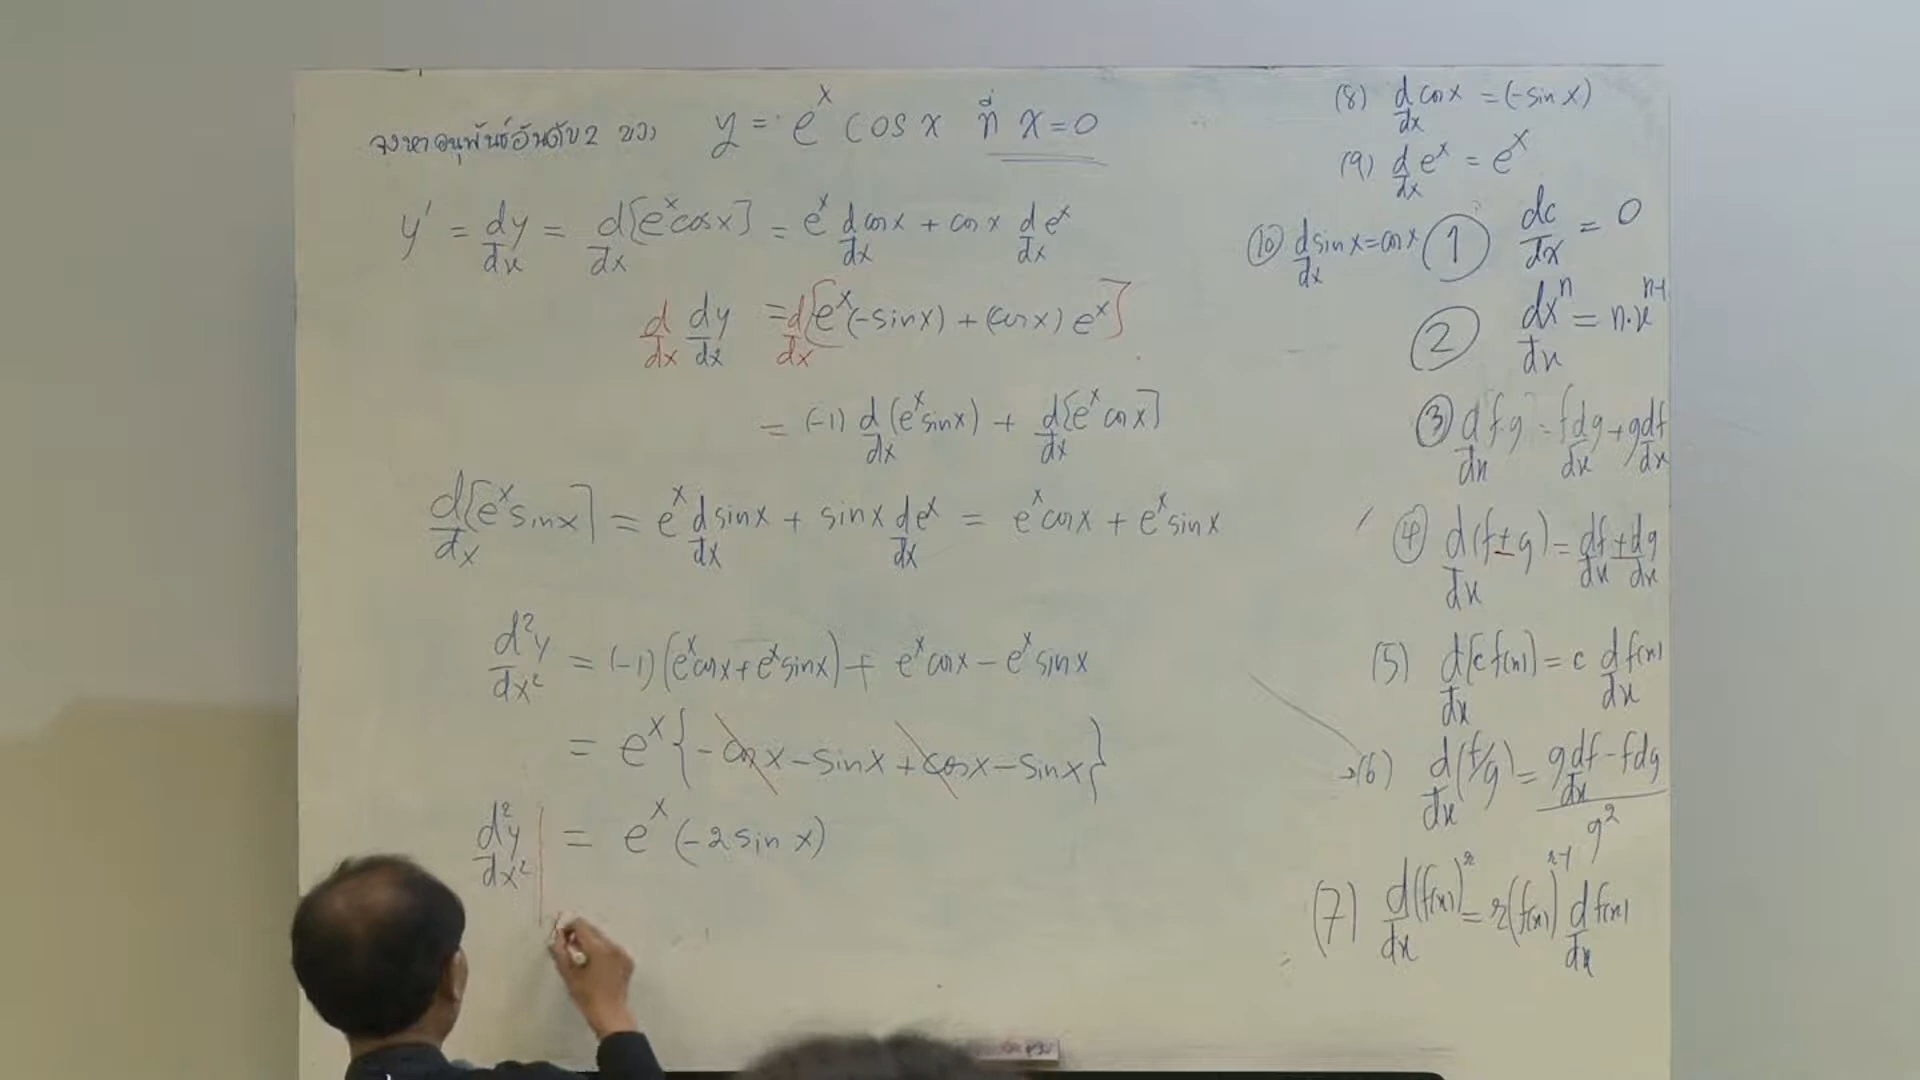 จงหาอนุพันธ์อันดับ 2 ของ y = e^x cos x ที่ x = 0
y' = dy/dx = d/dx [e^x cos x] = e^x d/dx cos x + cos x d/dx e^x
d/dx dy/dx = d/dx [e^x (-sin x) + (cos x) e^x]
= (-1) d/dx (e^x sin x) + d/dx [e^x cos x]
d/dx [e^x sin x] = e^x d/dx sin x + sin x d/dx e^x = e^x cos x + e^x sin x
d²y/dx² = (-1)(e^x cos x + e^x sin x) + e^x cos x - e^x sin x
= e^x {-cos x - sin x + cos x - sin x}
d²y/dx² | = e^x (-2 sin x)
(8) d/dx cos x = (-sin x)
(9) d/dx e^x = e^x
(10) d/dx sin x = cos x
① dc/dx = 0
② dx^n/dx = n·x^(n-1)
③ d/dx f·g = f dg/dx + g df/dx
④ d/dx (f ± g) = df/dx ± dg/dx
(5) d/dx [c f(x)] = c d/dx f(x)
(6) d/dx (f/g) = (g df/dx - f dg)/g²
(7) d/dx (f(x))^r = r (f(x))^(r-1) d/dx f(x)